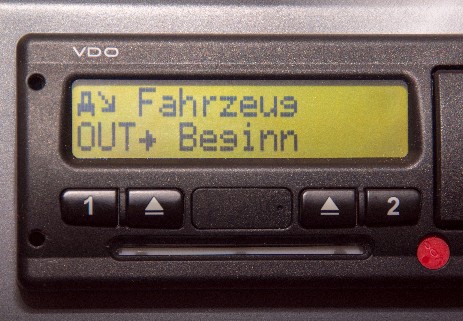 VDO
Fahrzeug
OUT→ Beginn
1
2